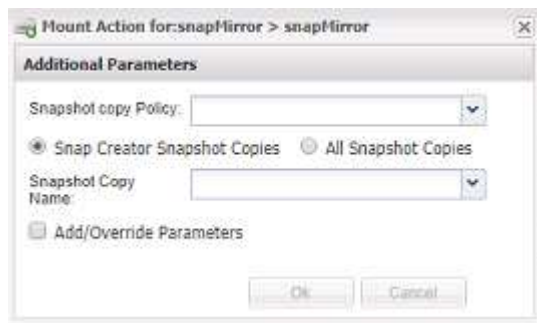 Mount Action for:snapMirror > snapMirror
Additional Parameters
Snapshot copy Policy:
Snap Creator Snapshot Copies All Snapshot Copies
Snapshot Copy
Name:
Add/Override Parameters
Ok Cancel